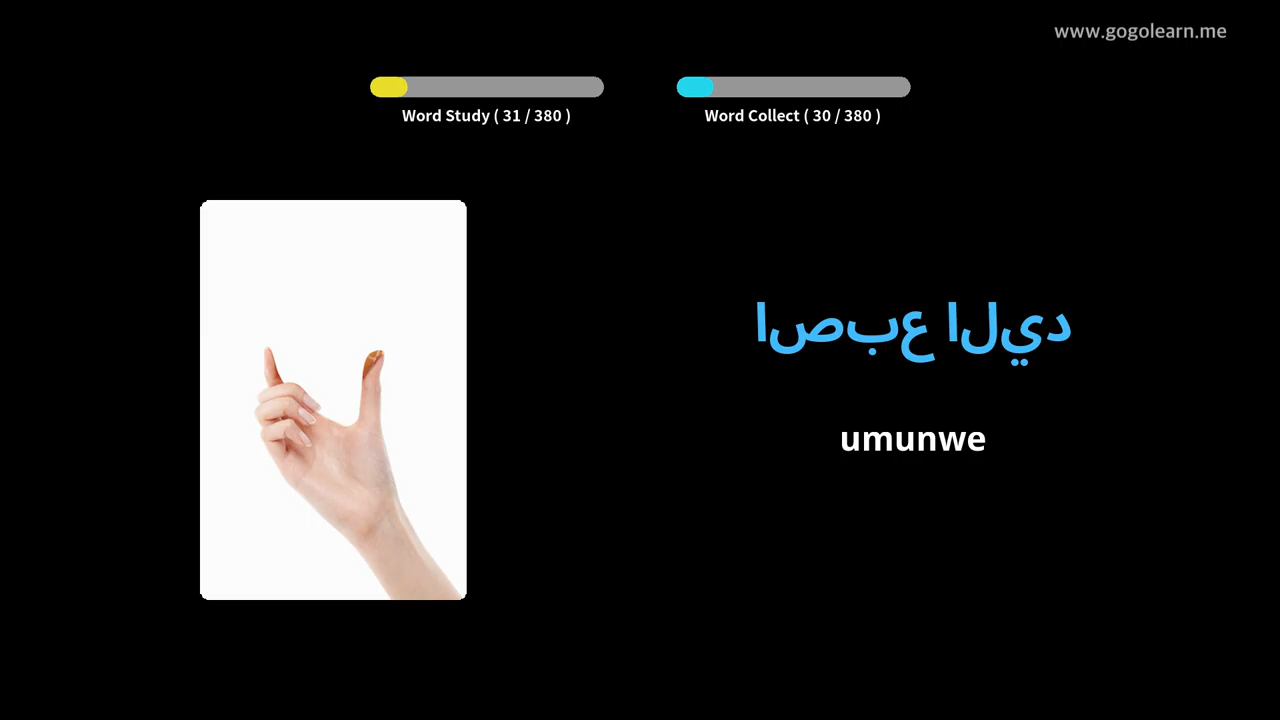 www.gogolearn.me
Word Study ( 31 / 380 )
Word Collect ( 30 / 380 )
اصبع اليد
umunwe